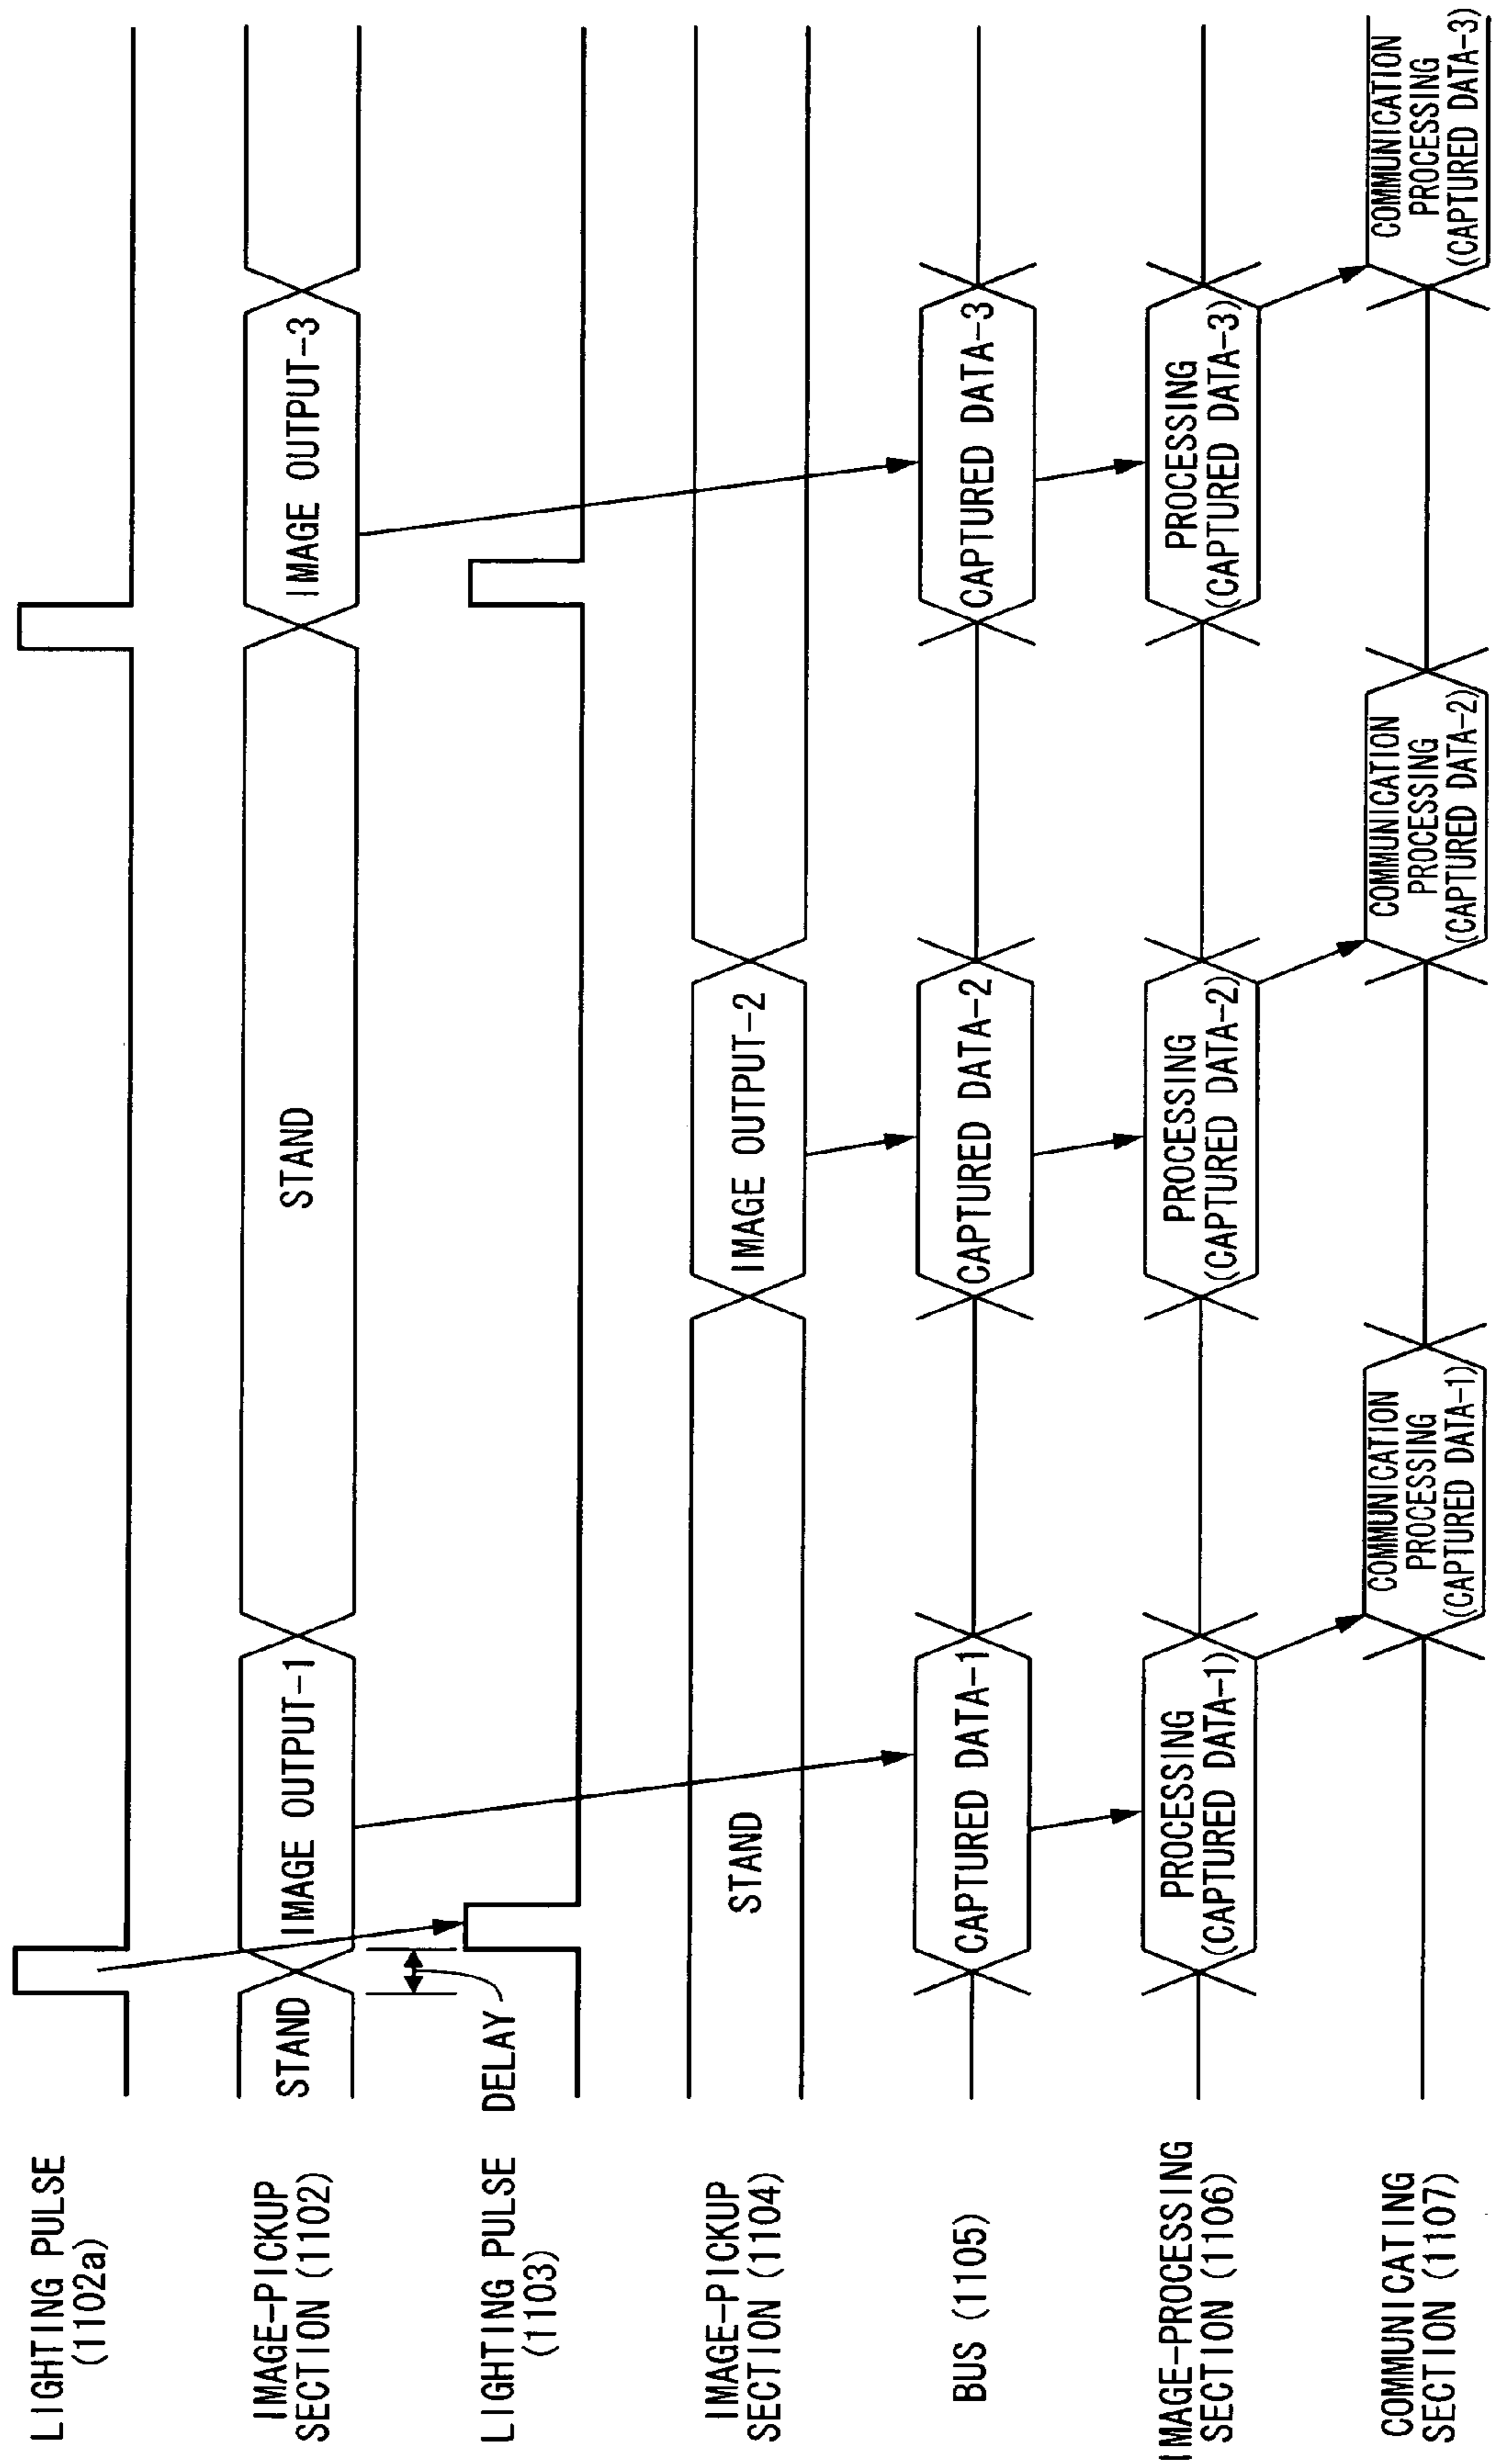 LIGHTING PULSE
(1102a)
IMAGE-PICKUP
SECTION (1102)
STAND
IMAGE OUTPUT-1
STAND
IMAGE OUTPUT-3
LIGHTING PULSE
(1103)
DELAY
IMAGE-PICKUP
SECTION (1104)
STAND
IMAGE OUTPUT-2
BUS (1105)
CAPTURED DATA-1
CAPTURED DATA-2
CAPTURED DATA-3
IMAGE-PROCESSING
SECTION (1106)
PROCESSING
(CAPTURED DATA-1)
PROCESSING
(CAPTURED DATA-2)
PROCESSING
(CAPTURED DATA-3)
COMMUNICATING
SECTION (1107)
COMMUNICATION
PROCESSING
(CAPTURED DATA-1)
COMMUNICATION
PROCESSING
(CAPTURED DATA-2)
COMMUNICATION
PROCESSING
(CAPTURED DATA-3)